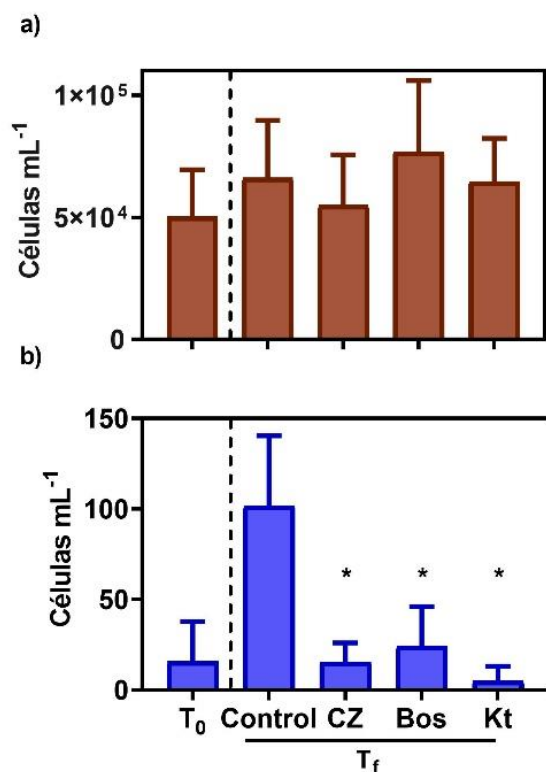 a)
1×10⁵
5×10⁴
0
Células mL⁻¹
b)
150
100
50
0
Células mL⁻¹
* * *
T₀ Control CZ Bos Kt
T_f